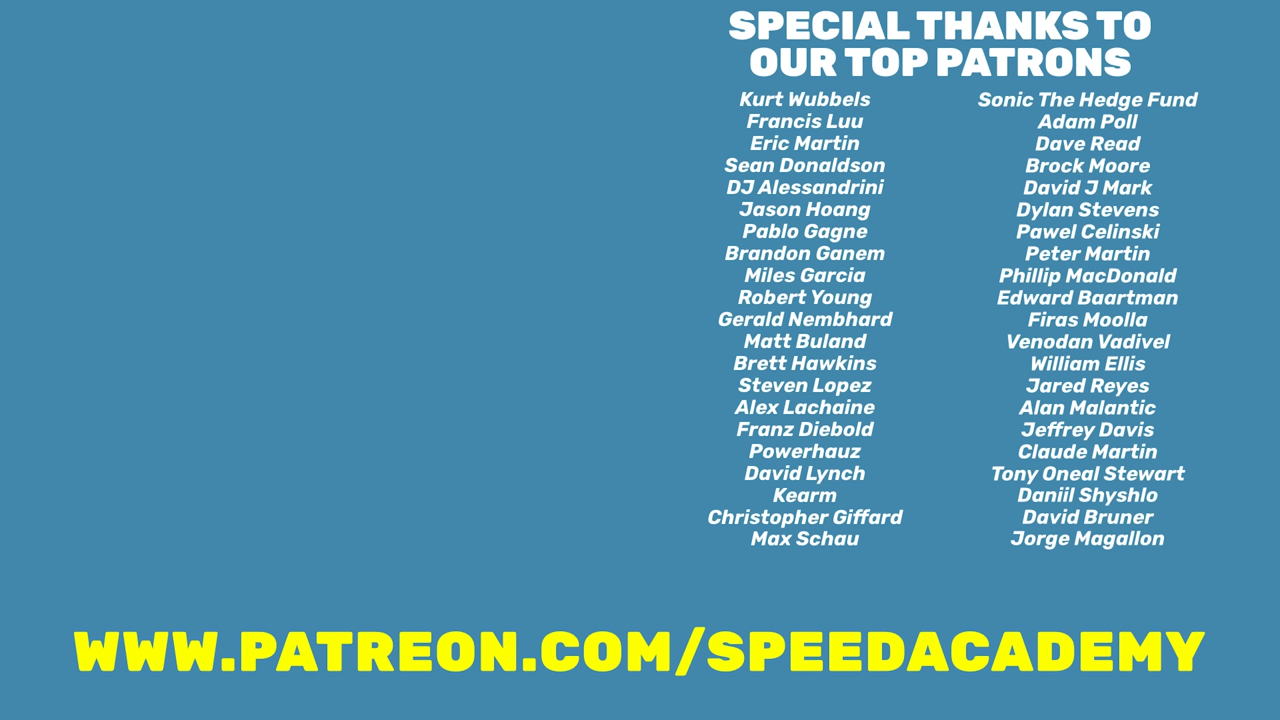 SPECIAL THANKS TO
OUR TOP PATRONS
Kurt Wubbels
Francis Luu
Eric Martin
Sean Donaldson
DJ Alessandrini
Jason Hoang
Pablo Gagne
Brandon Ganem
Miles Garcia
Robert Young
Gerald Nembhard
Matt Buland
Brett Hawkins
Steven Lopez
Alex Lachaine
Franz Diebold
Powerhauz
David Lynch
Kearm
Christopher Giffard
Max Schau
Sonic The Hedge Fund
Adam Poll
Dave Read
Brock Moore
David J Mark
Dylan Stevens
Pawel Celinski
Peter Martin
Phillip MacDonald
Edward Baartman
Firas Moolla
Venodan Vadivel
William Ellis
Jared Reyes
Alan Malantic
Jeffrey Davis
Claude Martin
Tony Oneal Stewart
Daniil Shyshlo
David Bruner
Jorge Magallon
WWW.PATREON.COM/SPEEDACADEMY